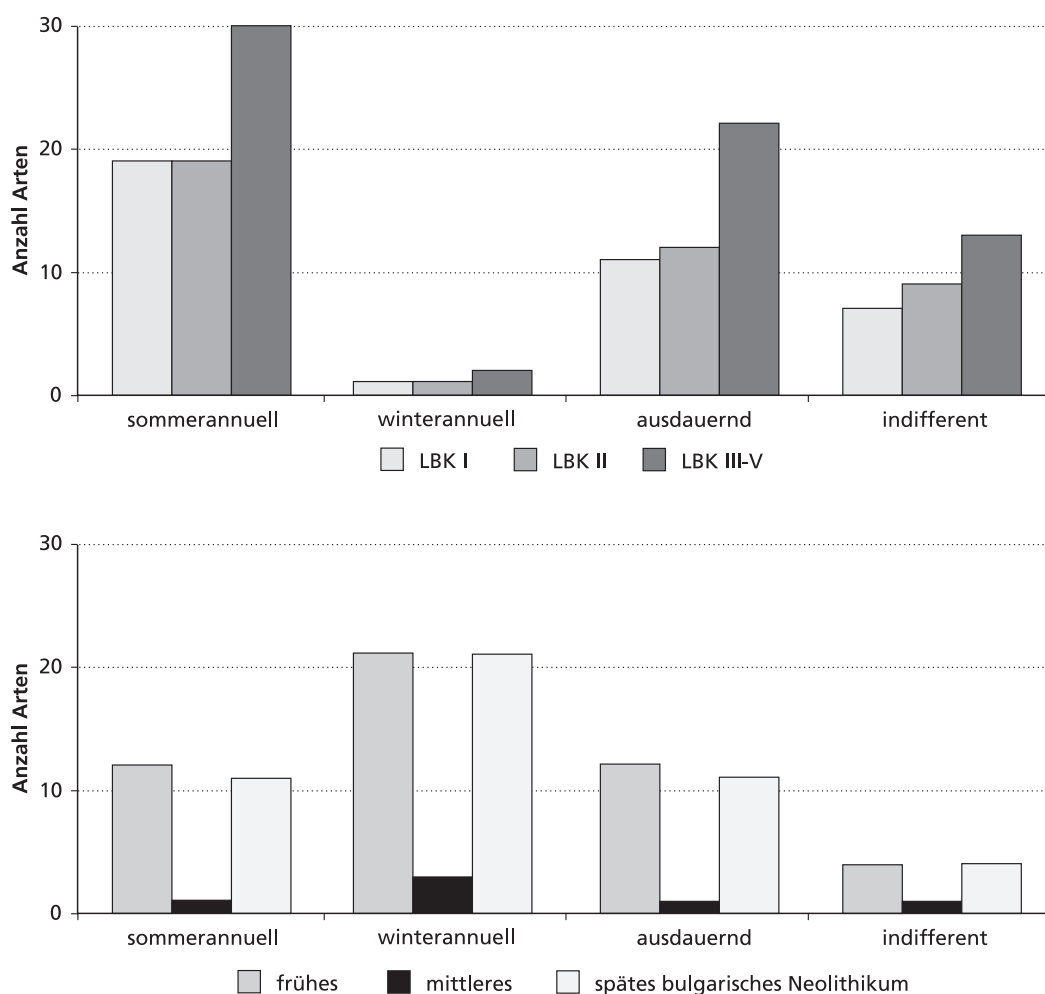 30
20
10
0
Anzahl Arten
sommerannuell winterannuell ausdauernd indifferent
LBK I LBK II LBK III-V
30
20
10
0
Anzahl Arten
sommerannuell winterannuell ausdauernd indifferent
frühes mittleres spätes bulgarisches Neolithikum